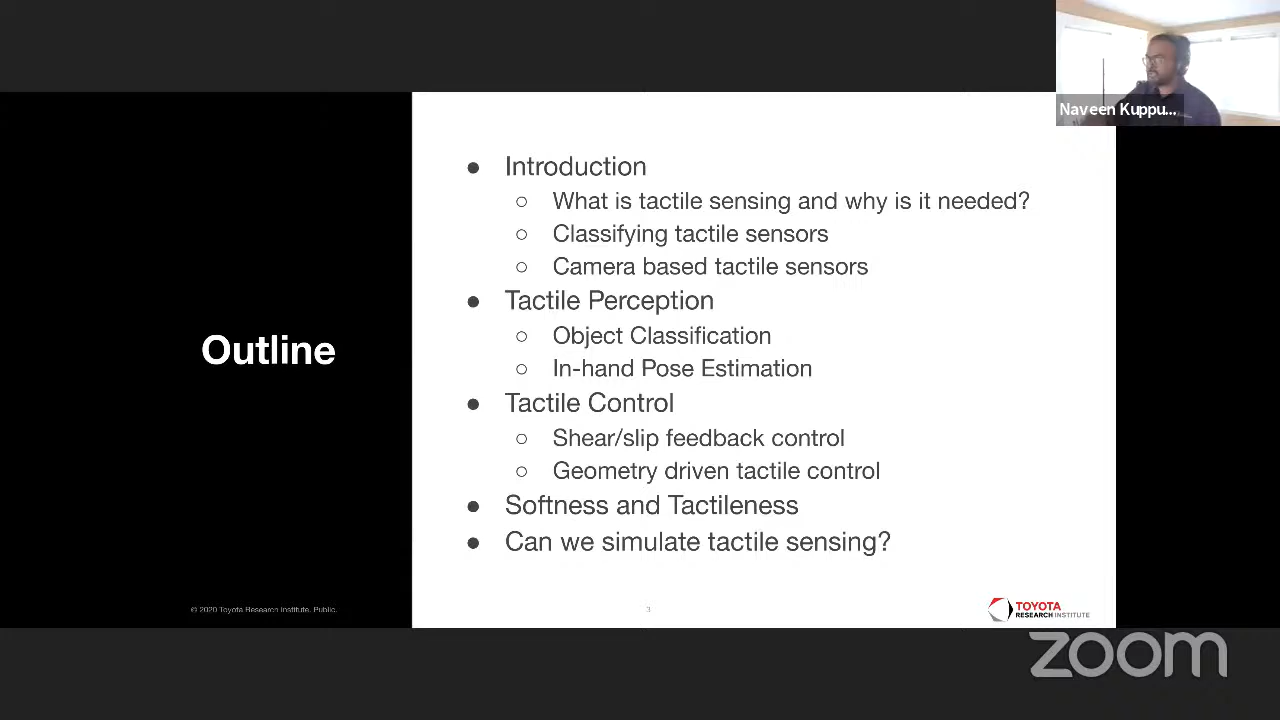 Naveen Kuppu...
Outline
● Introduction
○ What is tactile sensing and why is it needed?
○ Classifying tactile sensors
○ Camera based tactile sensors
● Tactile Perception
○ Object Classification
○ In-hand Pose Estimation
● Tactile Control
○ Shear/slip feedback control
○ Geometry driven tactile control
● Softness and Tactileness
● Can we simulate tactile sensing?
© 2020 Toyota Research Institute. Public.
3
TOYOTA
RESEARCH INSTITUTE
zoom